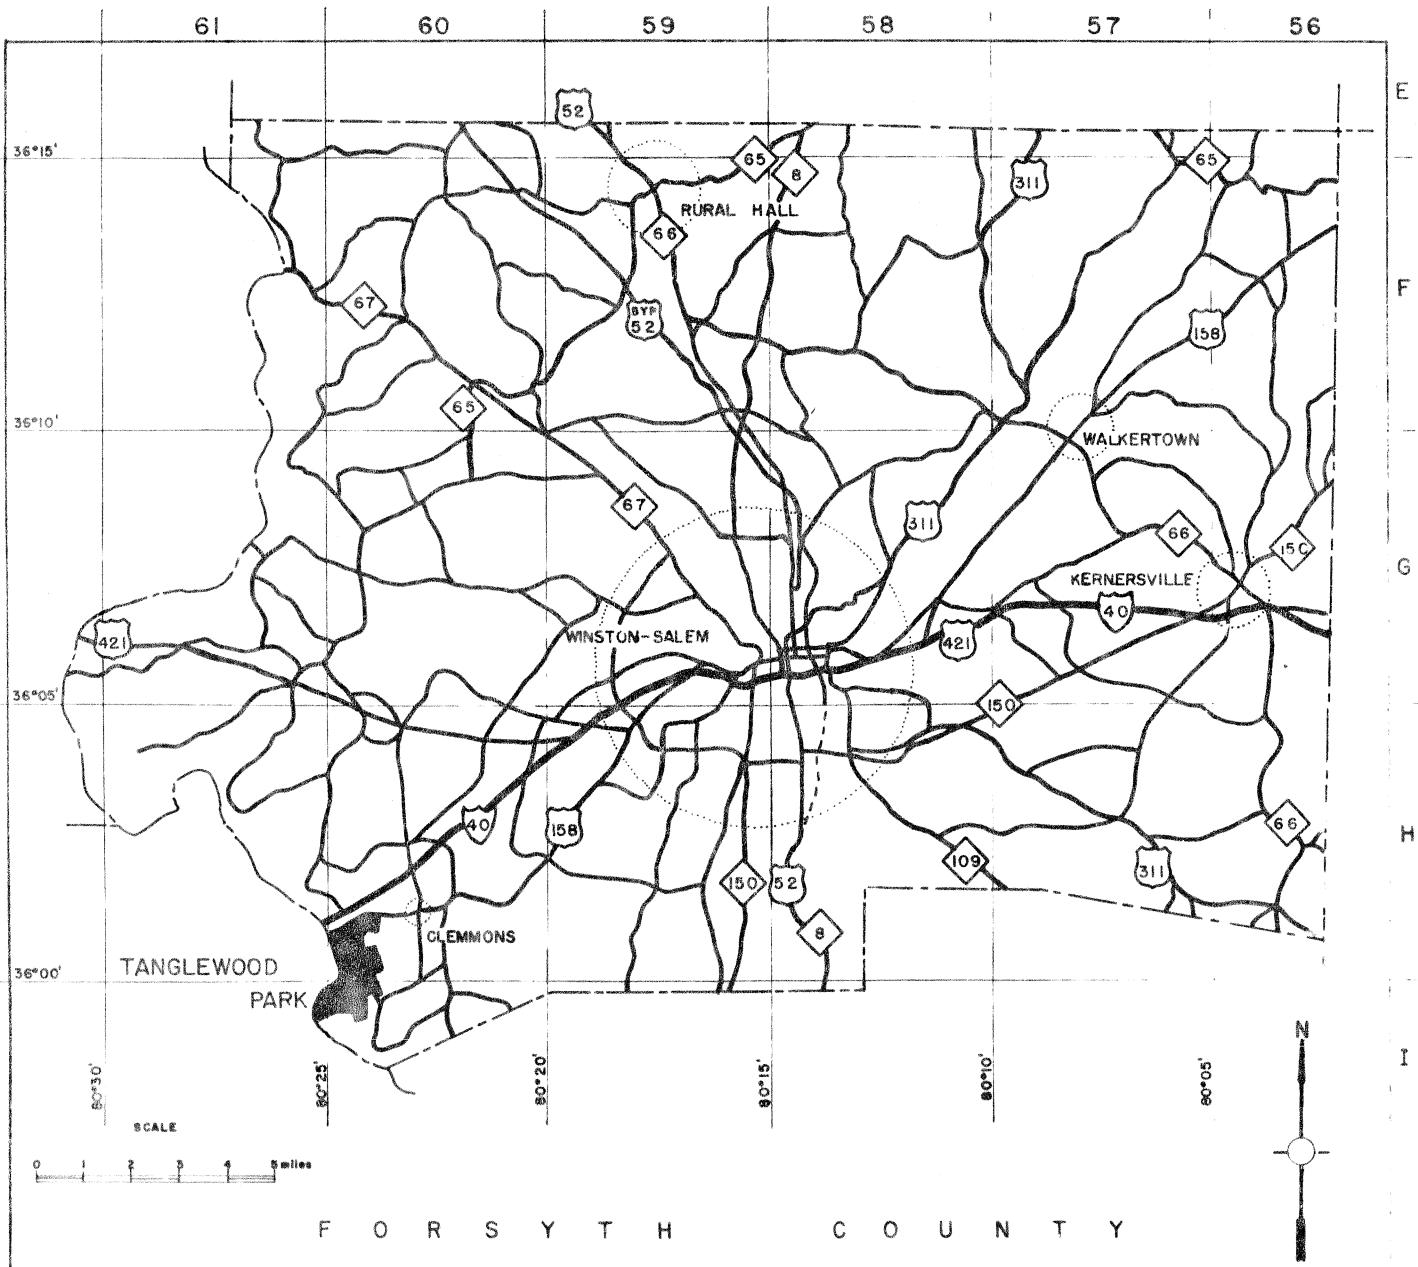 61 60 59 58 57 56
E
52
36°15'
65 8 65
311
RURAL HALL
66
F
67
BYP
52
158
65
36°10'
WALKERTOWN
67
311
66
150
G
KERNERSVILLE
40
421
WINSTON-SALEM
421
36°05'
150
40
158
66
H
109
311
150 52
8
CLEMMONS
TANGLEWOOD
PARK
36°00'
N
I
80°30' 80°25' 80°20' 80°15' 80°10' 80°05'
SCALE
0 1 2 3 4 5 miles
FORSYTH COUNTY